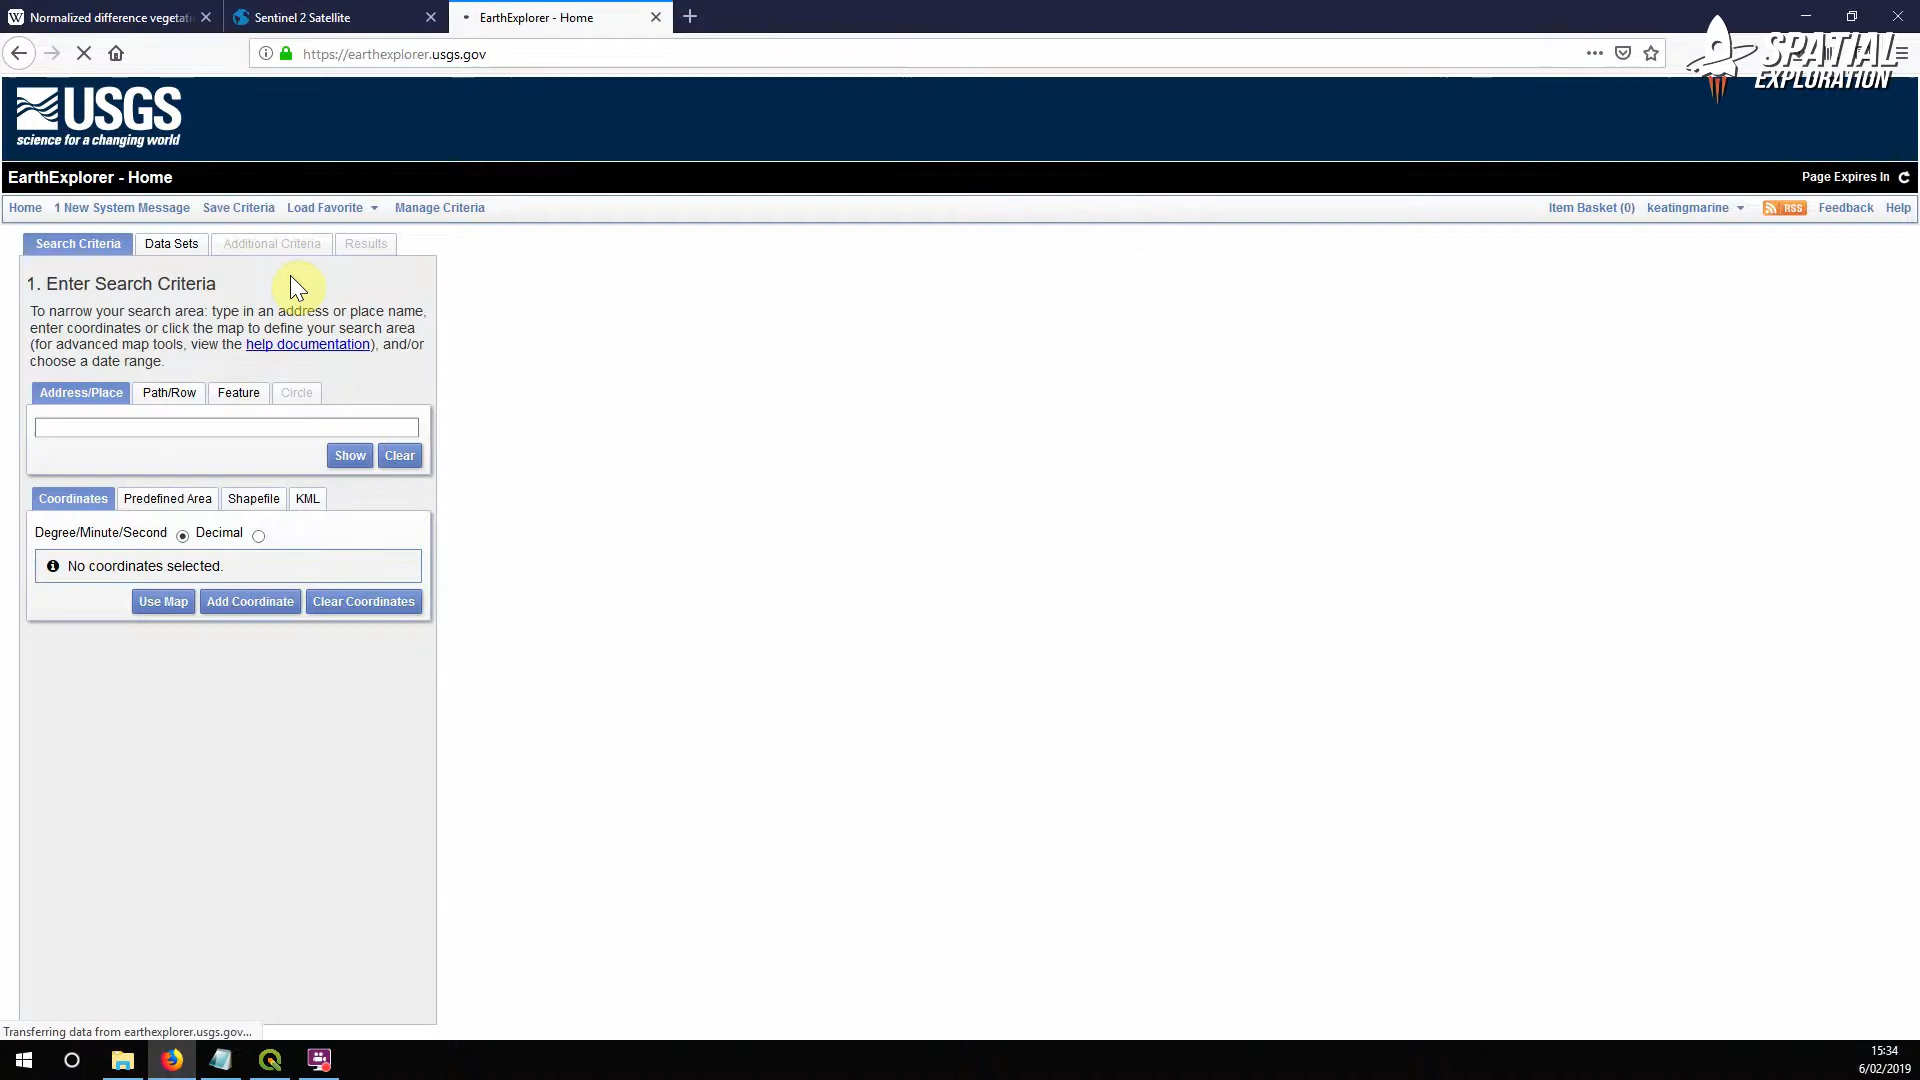 Normalized difference vegetati
Sentinel 2 Satellite
EarthExplorer - Home
https://earthexplorer.usgs.gov
SPATIAL
EXPLORATION
USGS
science for a changing world
EarthExplorer - Home
Page Expires In
Home 1 New System Message Save Criteria Load Favorite Manage Criteria
Item Basket (0) keatingmarine RSS Feedback Help
Search Criteria Data Sets Additional Criteria Results
1. Enter Search Criteria
To narrow your search area: type in an address or place name,
enter coordinates or click the map to define your search area
(for advanced map tools, view the help documentation), and/or
choose a date range.
Address/Place Path/Row Feature Circle
Show Clear
Coordinates Predefined Area Shapefile KML
Degree/Minute/Second Decimal
No coordinates selected.
Use Map Add Coordinate Clear Coordinates
Transferring data from earthexplorer.usgs.gov...
15:34
6/02/2019